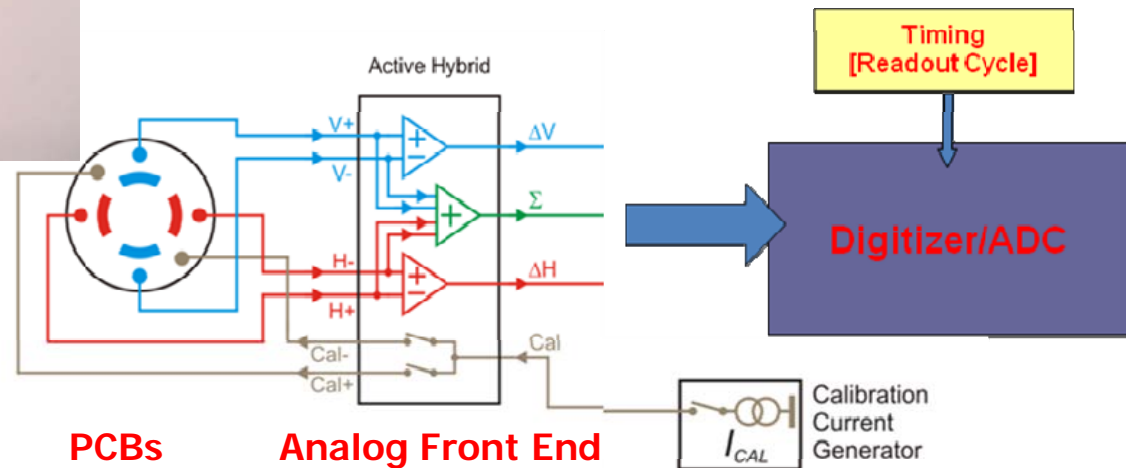 Timing
[Readout Cycle]
Active Hybrid
V+
V-
H-
H+
Cal-
Cal+
+
−
+
+
−
ΔV
Σ
ΔH
Cal
Digitizer/ADC
I CAL
Calibration
Current
Generator
PCBs
Analog Front End